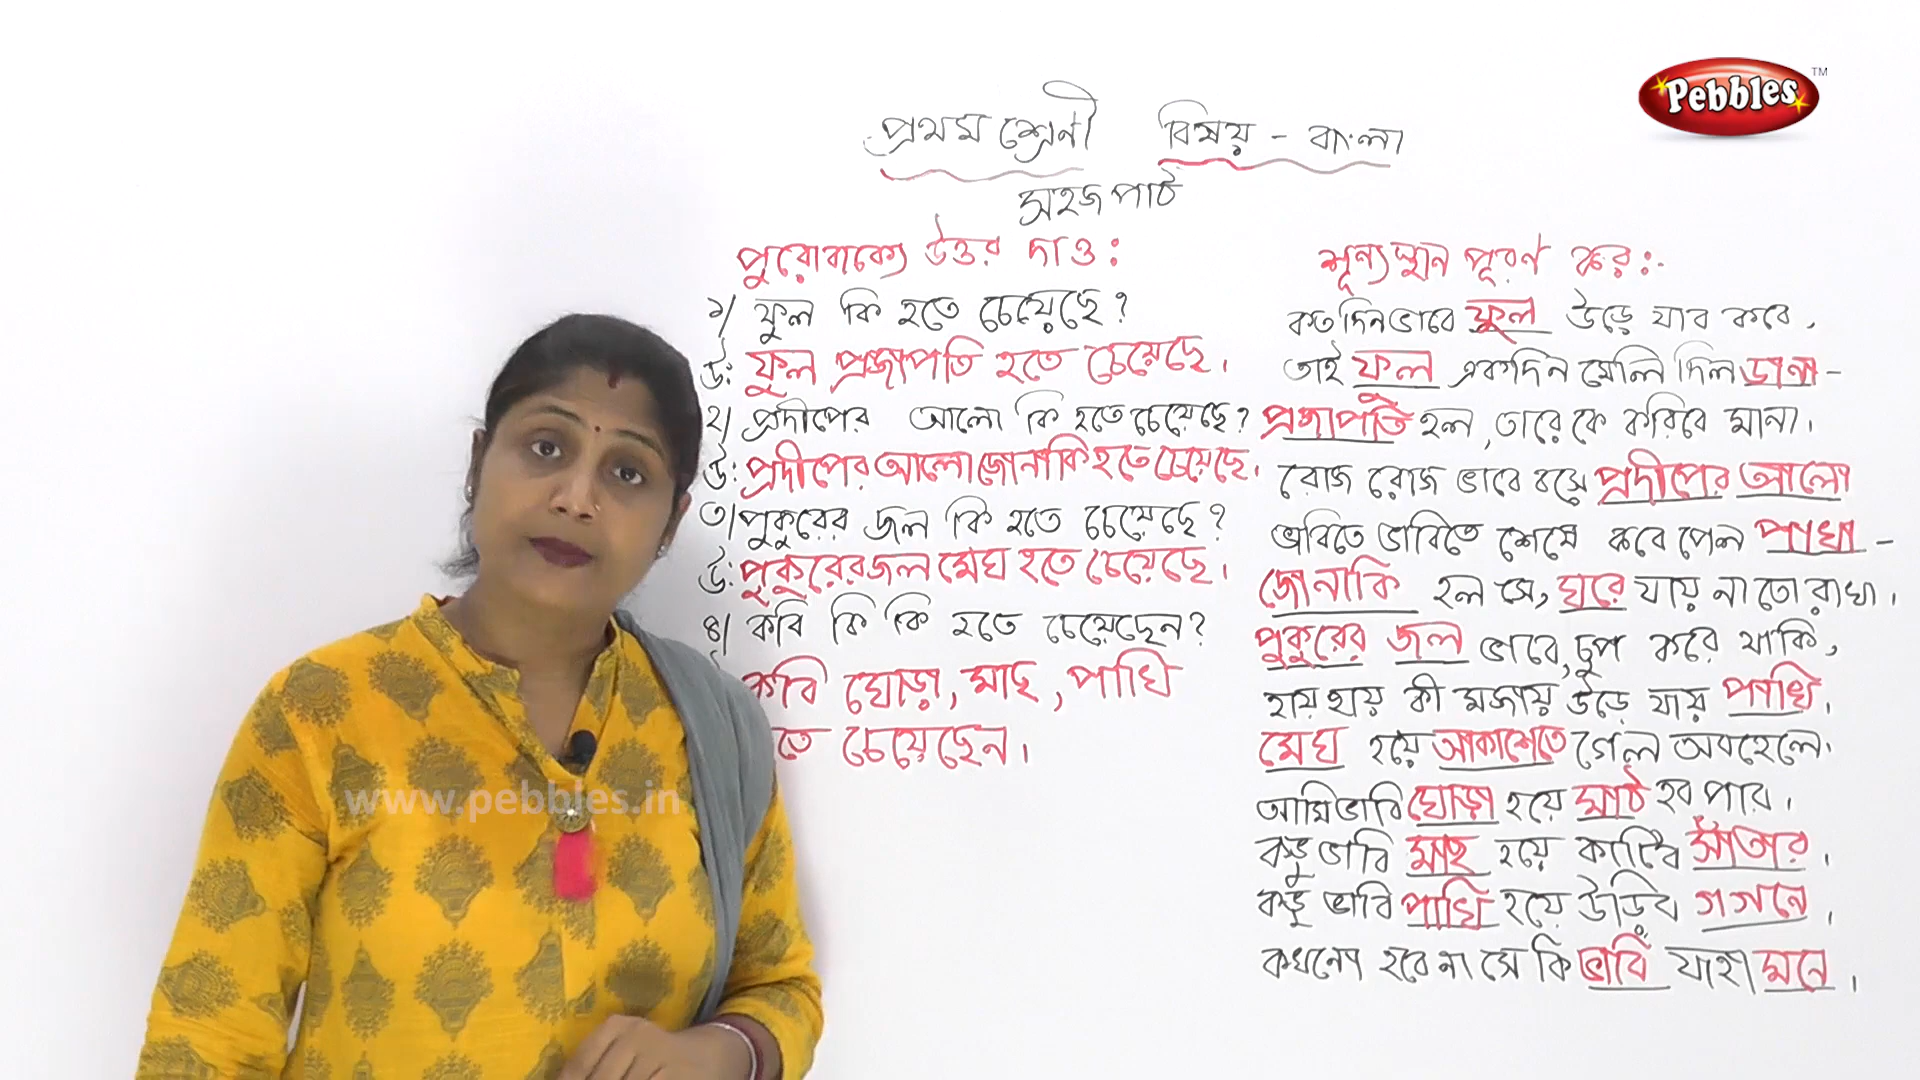 Pebbles TM
প্রথম শ্রেনী বিষয় - বাংলা
সহজ পাঠ
পুরোবাক্যে উত্তর দাও :
১/ ফুল কি হতে চেয়েছে ?
উ: ফুল প্রজাপতি হতে চেয়েছে ।
২/ প্রদীপের আলো কি হতে চেয়েছে ?
উ: প্রদীপের আলো জোনাকি হতে চেয়েছে ।
৩/ পুকুরের জল কি হতে চেয়েছে ?
উ: পুকুরের জল মেঘ হতে চেয়েছে ।
৪/ কবি কি কি হতে চেয়েছেন ?
কবি ঘোড়া, মাছ, পাখি
তে চেয়েছেন ।
শূন্যস্থান পূরণ কর :-
কতদিন ভাবে ফুল উড়ে যাব কবে,
তাই ফুল একদিন মেলি দিল ডানা -
প্রজাপতি হল, তারে কে করিবে মানা ।
রোজ রোজ ভাবে বসে প্রদীপের আলো
ভাবিতে ভাবিতে শেষে কবে পেল পাখা -
জোনাকি হল সে, ঘরে যায় না তো রাখা ।
পুকুরের জল ভাবে, চুপ করে থাকি,
হায় হায় কী মজায় উড়ে যায় পাখি ।
মেঘ হয়ে আকাশেতে গেল অবহেলে ।
আমি ভাবি ঘোড়া হয়ে মাঠ হব পার ।
কভু ভাবি মাছ হয়ে কাটিব সাঁতার ।
কভু ভাবি পাখি হয়ে উড়িব গগনে ।
কখনো হবে না সে কি ভাবি যাহা মনে ।
www.pebbles.in